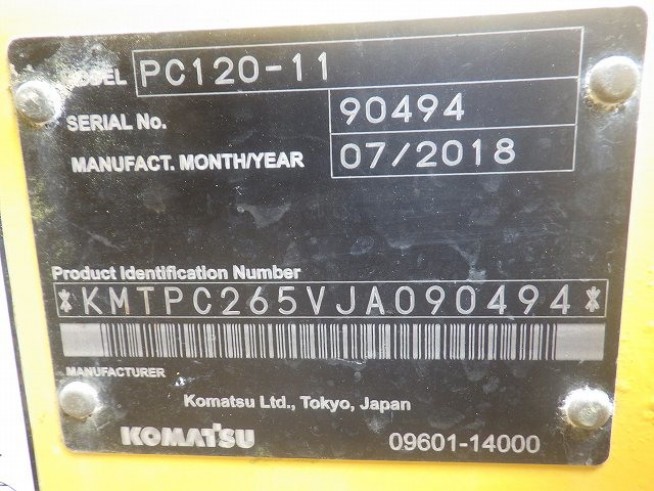 MODEL PC120-11
SERIAL No. 90494
MANUFACT. MONTH/YEAR 07/2018
Product Identification Number
*KMTPC265VJA090494*
MANUFACTURER
Komatsu Ltd., Tokyo, Japan
KOMATSU 09601-14000